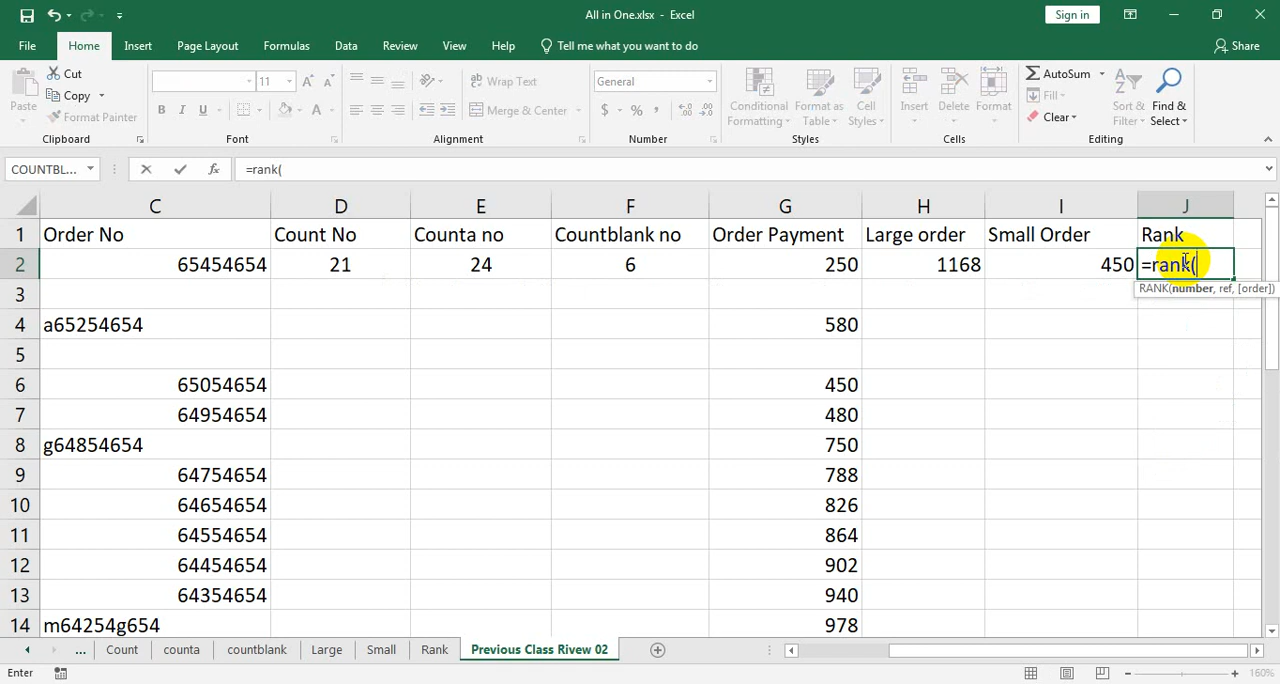 All in One.xlsx - Excel
Sign in
File Home Insert Page Layout Formulas Data Review View Help Tell me what you want to do Share
Paste
Cut
Copy
Format Painter
Clipboard
11 A A
B I U A
Font
ab Wrap Text
Merge & Center
Alignment
General
$ % ,
Number
Conditional Formatting
Format as Table
Cell Styles
Styles
Insert Delete Format
Cells
AutoSum
Fill
Clear
Sort & Filter
Find & Select
Editing
COUNTBL... fx =rank(
C D E F G H I J
1 Order No Count No Counta no Countblank no Order Payment Large order Small Order Rank
2 65454654 21 24 6 250 1168 450 =rank(
RANK(number, ref, [order])
3
4 a65254654 580
5
6 65054654 450
7 64954654 480
8 g64854654 750
9 64754654 788
10 64654654 826
11 64554654 864
12 64454654 902
13 64354654 940
14 m64254g654 978
... Count counta countblank Large Small Rank Previous Class Rivew 02
Enter 160%